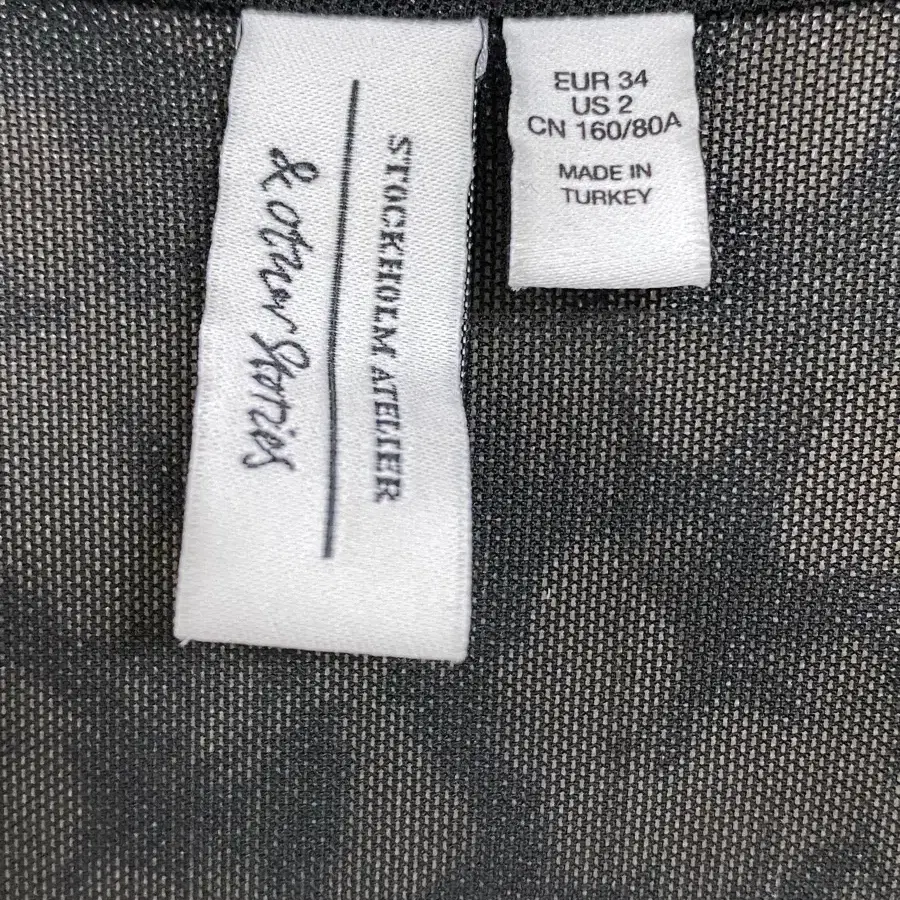 & other Stories
STOCKHOLM ATELIER
EUR 34
US 2
CN 160/80A
MADE IN
TURKEY